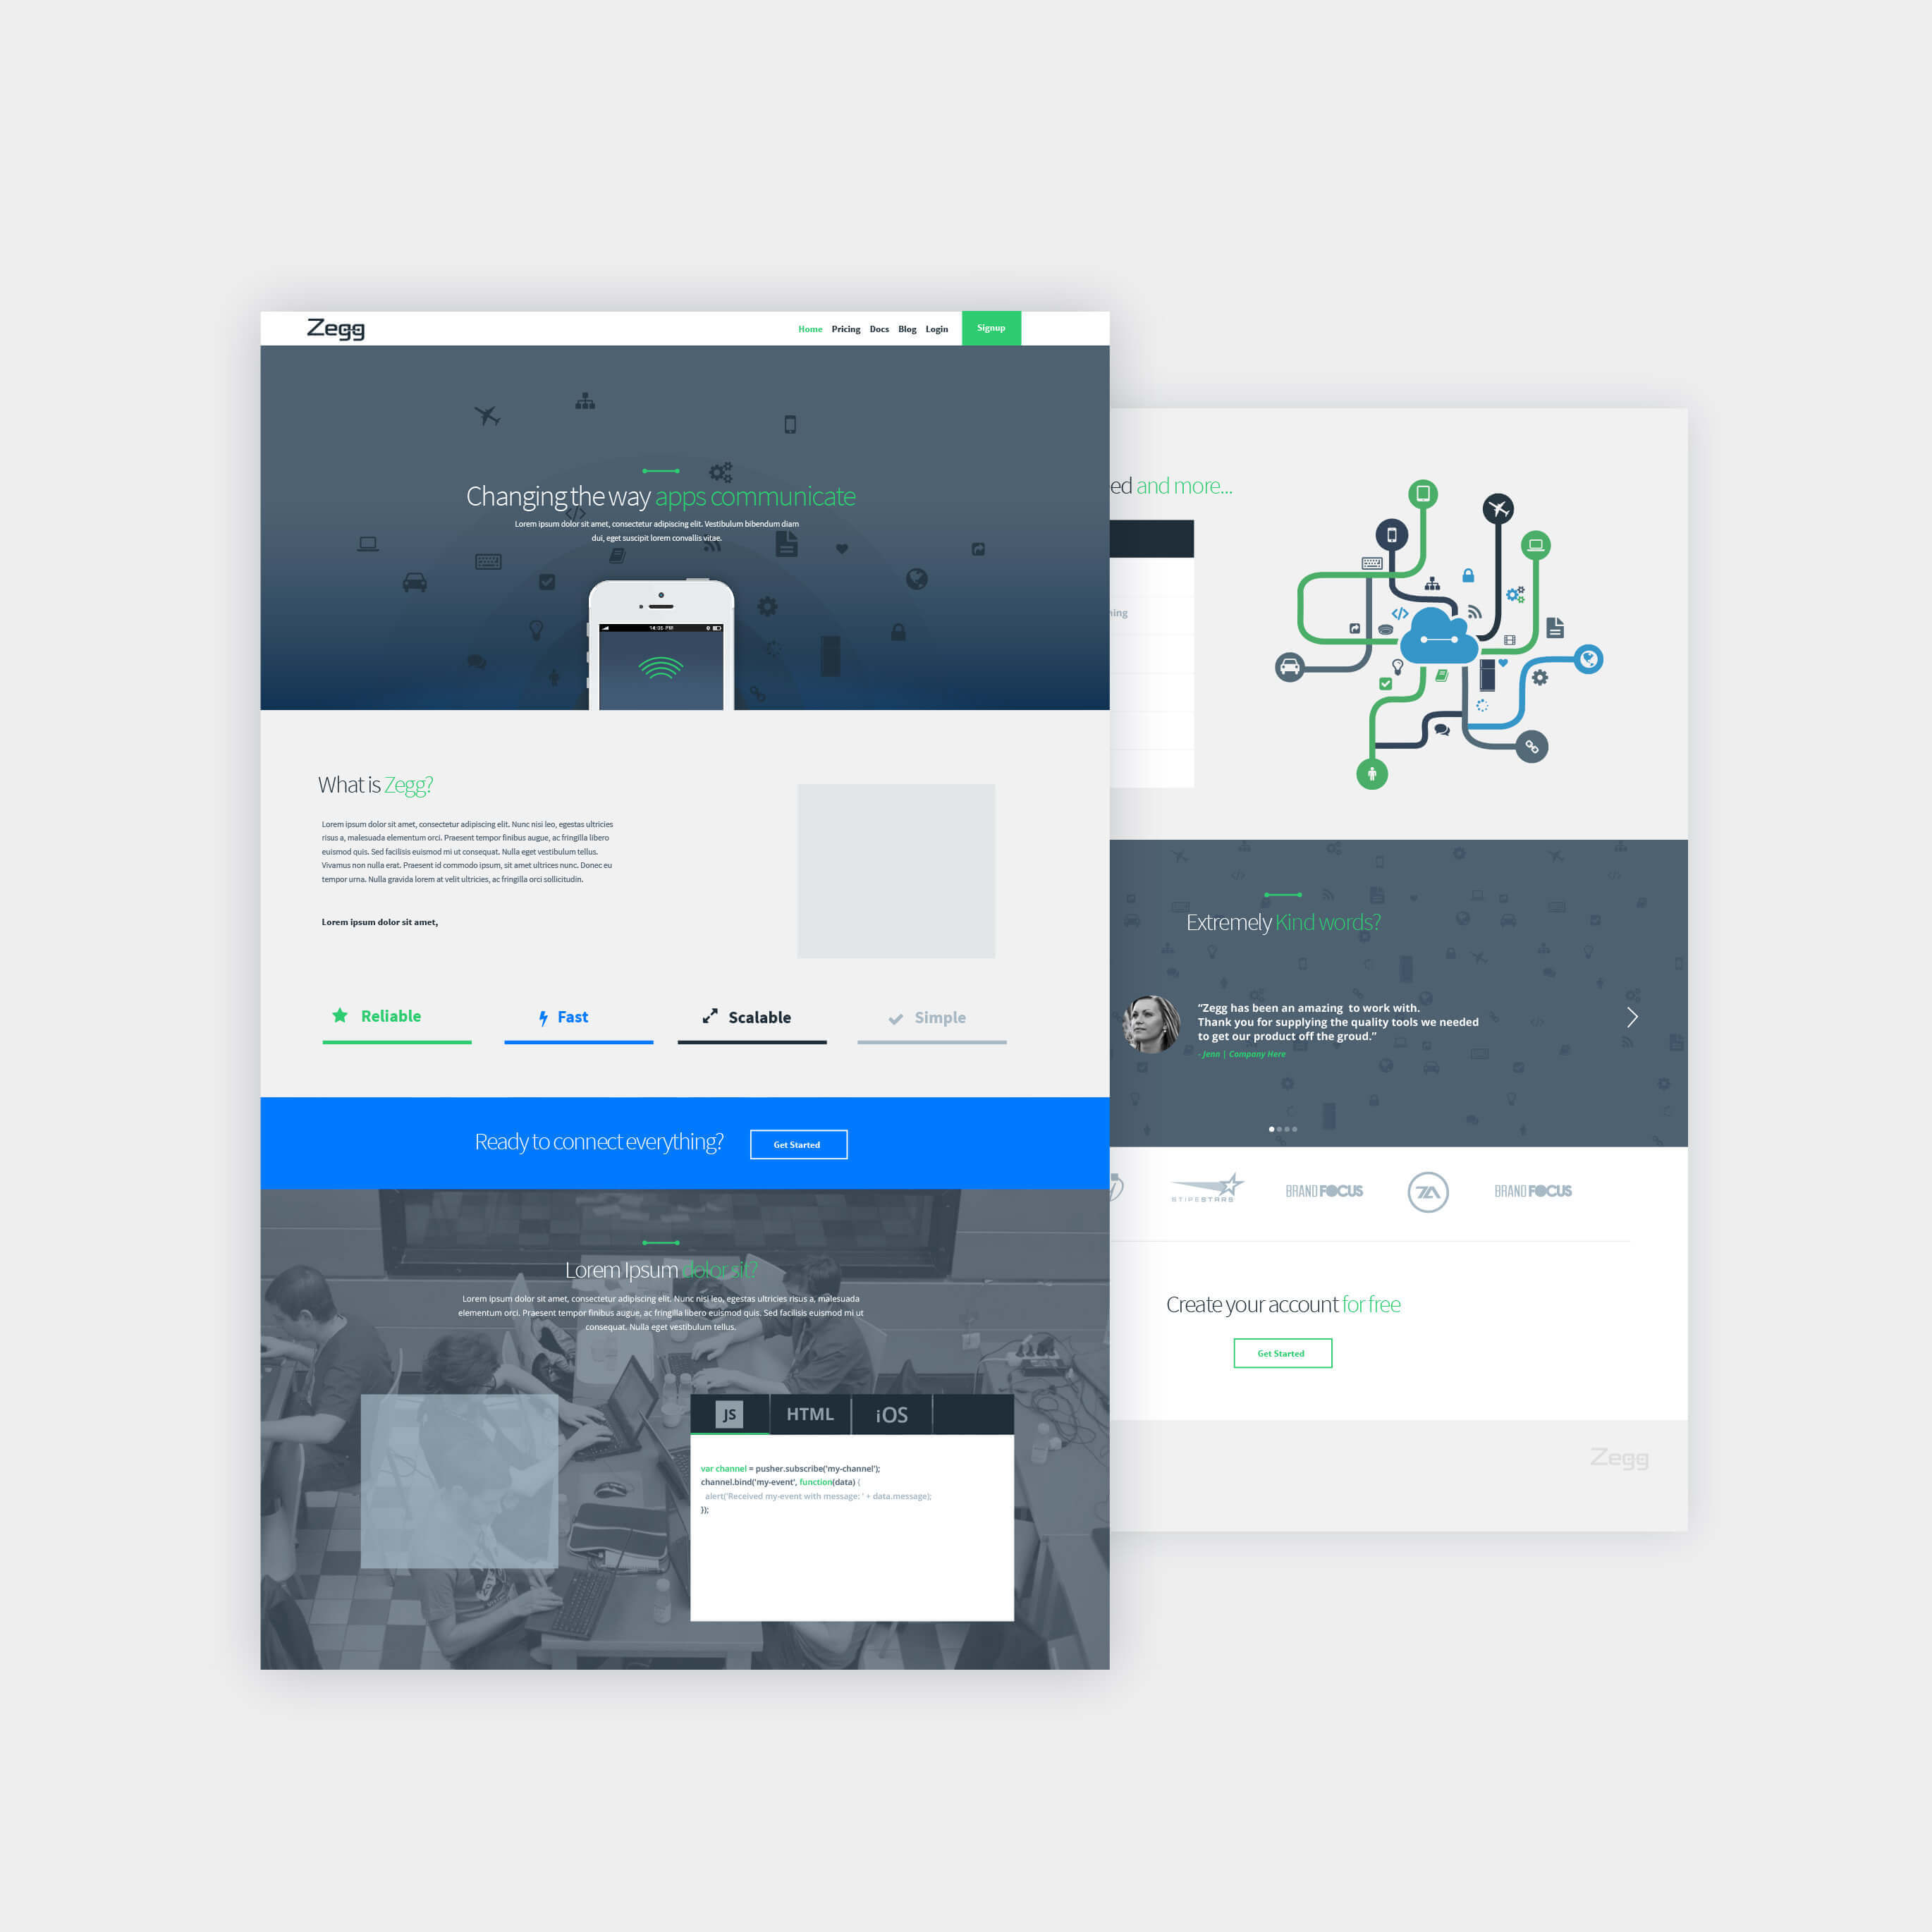 Zegg
Home Pricing Docs Blog Login Signup
Changing the way apps communicate
Lorem ipsum dolor sit amet, consectetur adipiscing elit. Vestibulum bibendum diam
dui, eget suscipit lorem convallis vitae.
14:05 PM
What is Zegg?
Lorem ipsum dolor sit amet, consectetur adipiscing elit. Nunc nisi leo, egestas ultricies
risus a, malesuada elementum orci. Praesent tempor finibus augue, ac fringilla libero
euismod quis. Sed facilisis euismod mi ut consequat. Nulla eget vestibulum tellus.
Vivamus non nulla erat. Praesent id commodo ipsum, sit amet ultrices nunc. Donec eu
tempor urna. Nulla gravida lorem at velit ultricies, ac fringilla orci sollicitudin.
Lorem ipsum dolor sit amet,
Reliable Fast Scalable Simple
Ready to connect everything? Get Started
Lorem Ipsum dolor sit?
Lorem ipsum dolor sit amet, consectetur adipiscing elit. Nunc nisi leo, egestas ultricies risus a, malesuada
elementum orci. Praesent tempor finibus augue, ac fringilla libero euismod quis. Sed facilisis euismod mi ut
consequat. Nulla eget vestibulum tellus.
JS HTML iOS
var channel = pusher.subscribe('my-channel');
channel.bind('my-event', function(data) {
alert('Received my-event with message: ' + data.message);
});
ed and more...
ning
Extremely Kind words?
“Zegg has been an amazing to work with.
Thank you for supplying the quality tools we needed
to get our product off the groud.”
- Jenn | Company Here
STIPESTARS BRAND FOCUS ZA BRAND FOCUS
Create your account for free
Get Started
Zegg